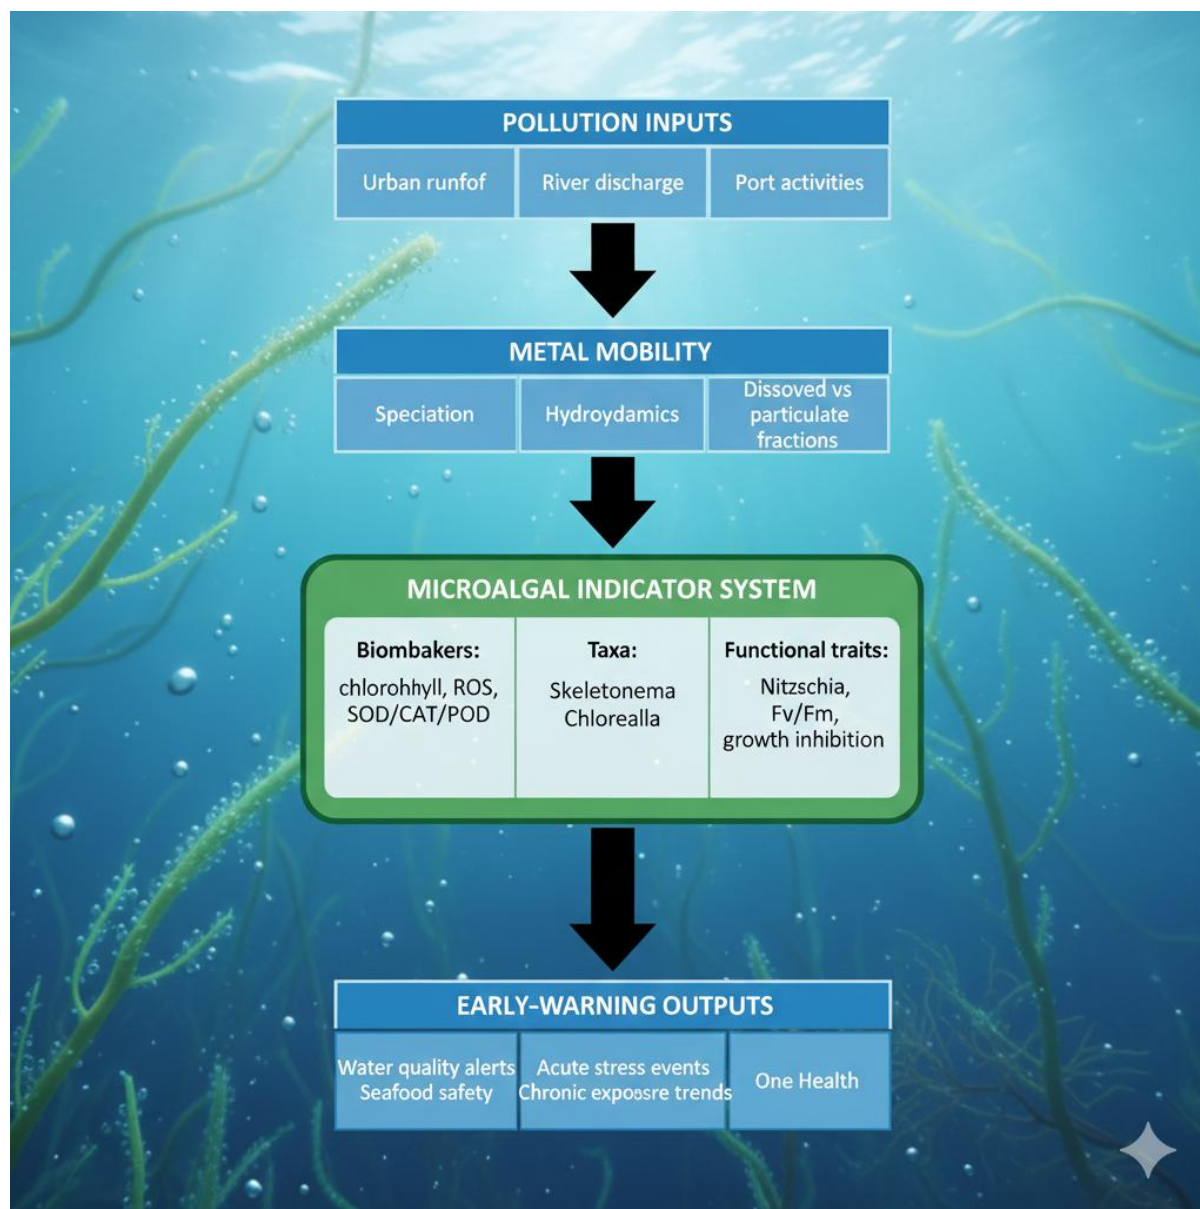 POLLUTION INPUTS
Urban runfof
River discharge
Port activities
METAL MOBILITY
Speciation
Hydroydamics
Dissoved vs
particulate
fractions
MICROALGAL INDICATOR SYSTEM
Biombakers:
chlorohhyll, ROS,
SOD/CAT/POD
Taxa:
Skeletonema
Chlorealla
Functional traits:
Nitzschia,
Fv/Fm,
growth inhibition
EARLY-WARNING OUTPUTS
Water quality alerts
Seafood safety
Acute stress events
Chronic expossre trends
One Health